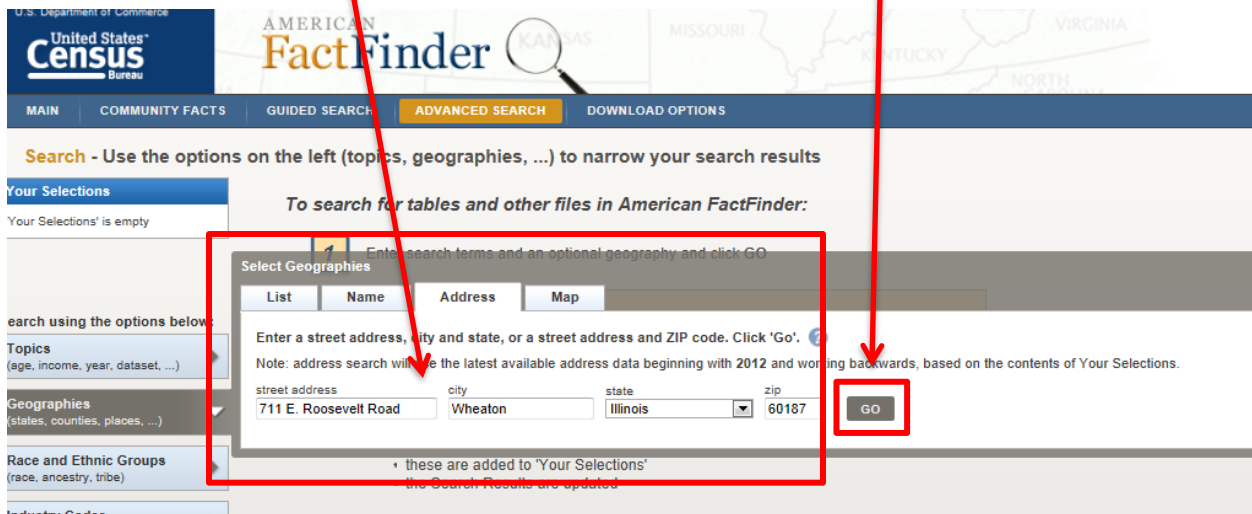 U.S. Department of Commerce
United States™
Census
Bureau
AMERICAN
FactFinder
KANSAS
MISSOURI
KENTUCKY
VIRGINIA
NORTH
CAROLINA
MAIN COMMUNITY FACTS GUIDED SEARCH ADVANCED SEARCH DOWNLOAD OPTIONS
Search - Use the options on the left (topics, geographies, ...) to narrow your search results
Your Selections
'Your Selections' is empty
To search for tables and other files in American FactFinder:
1 Enter search terms and an optional geography and click GO
Select Geographies
List Name Address Map
Enter a street address, city and state, or a street address and ZIP code. Click 'Go'. ?
Note: address search will use the latest available address data beginning with 2012 and working backwards, based on the contents of Your Selections.
street address city state zip
711 E. Roosevelt Road Wheaton Illinois 60187 GO
earch using the options below:
Topics
(age, income, year, dataset, ...)
Geographies
(states, counties, places, ...)
Race and Ethnic Groups
(race, ancestry, tribe)
these are added to 'Your Selections'
the Search Results are updated
Industry Codes